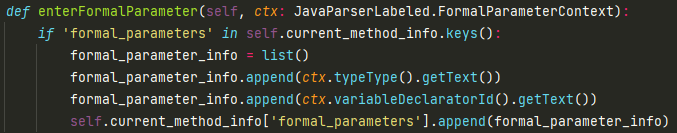 def enterFormalParameter(self, ctx: JavaParserLabeled.FormalParameterContext):
    if 'formal_parameters' in self.current_method_info.keys():
        formal_parameter_info = list()
        formal_parameter_info.append(ctx.typeType().getText())
        formal_parameter_info.append(ctx.variableDeclaratorId().getText())
        self.current_method_info['formal_parameters'].append(formal_parameter_info)